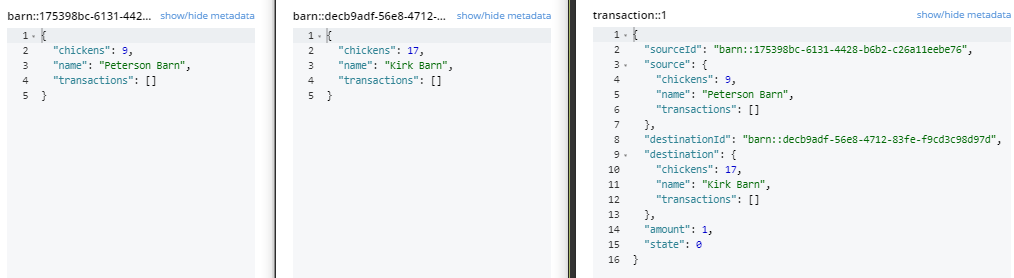 barn::175398bc-6131-442... show/hide metadata
1 {
2 "chickens": 9,
3 "name": "Peterson Barn",
4 "transactions": []
5 }
barn::decb9adf-56e8-4712-... show/hide metadata
1 {
2 "chickens": 17,
3 "name": "Kirk Barn",
4 "transactions": []
5 }
transaction::1 show/hide metadata
1 {
2 "sourceId": "barn::175398bc-6131-4428-b6b2-c26a11eebe76",
3 "source": {
4 "chickens": 9,
5 "name": "Peterson Barn",
6 "transactions": []
7 },
8 "destinationId": "barn::decb9adf-56e8-4712-83fe-f9cd3c98d97d",
9 "destination": {
10 "chickens": 17,
11 "name": "Kirk Barn",
12 "transactions": []
13 },
14 "amount": 1,
15 "state": 0
16 }